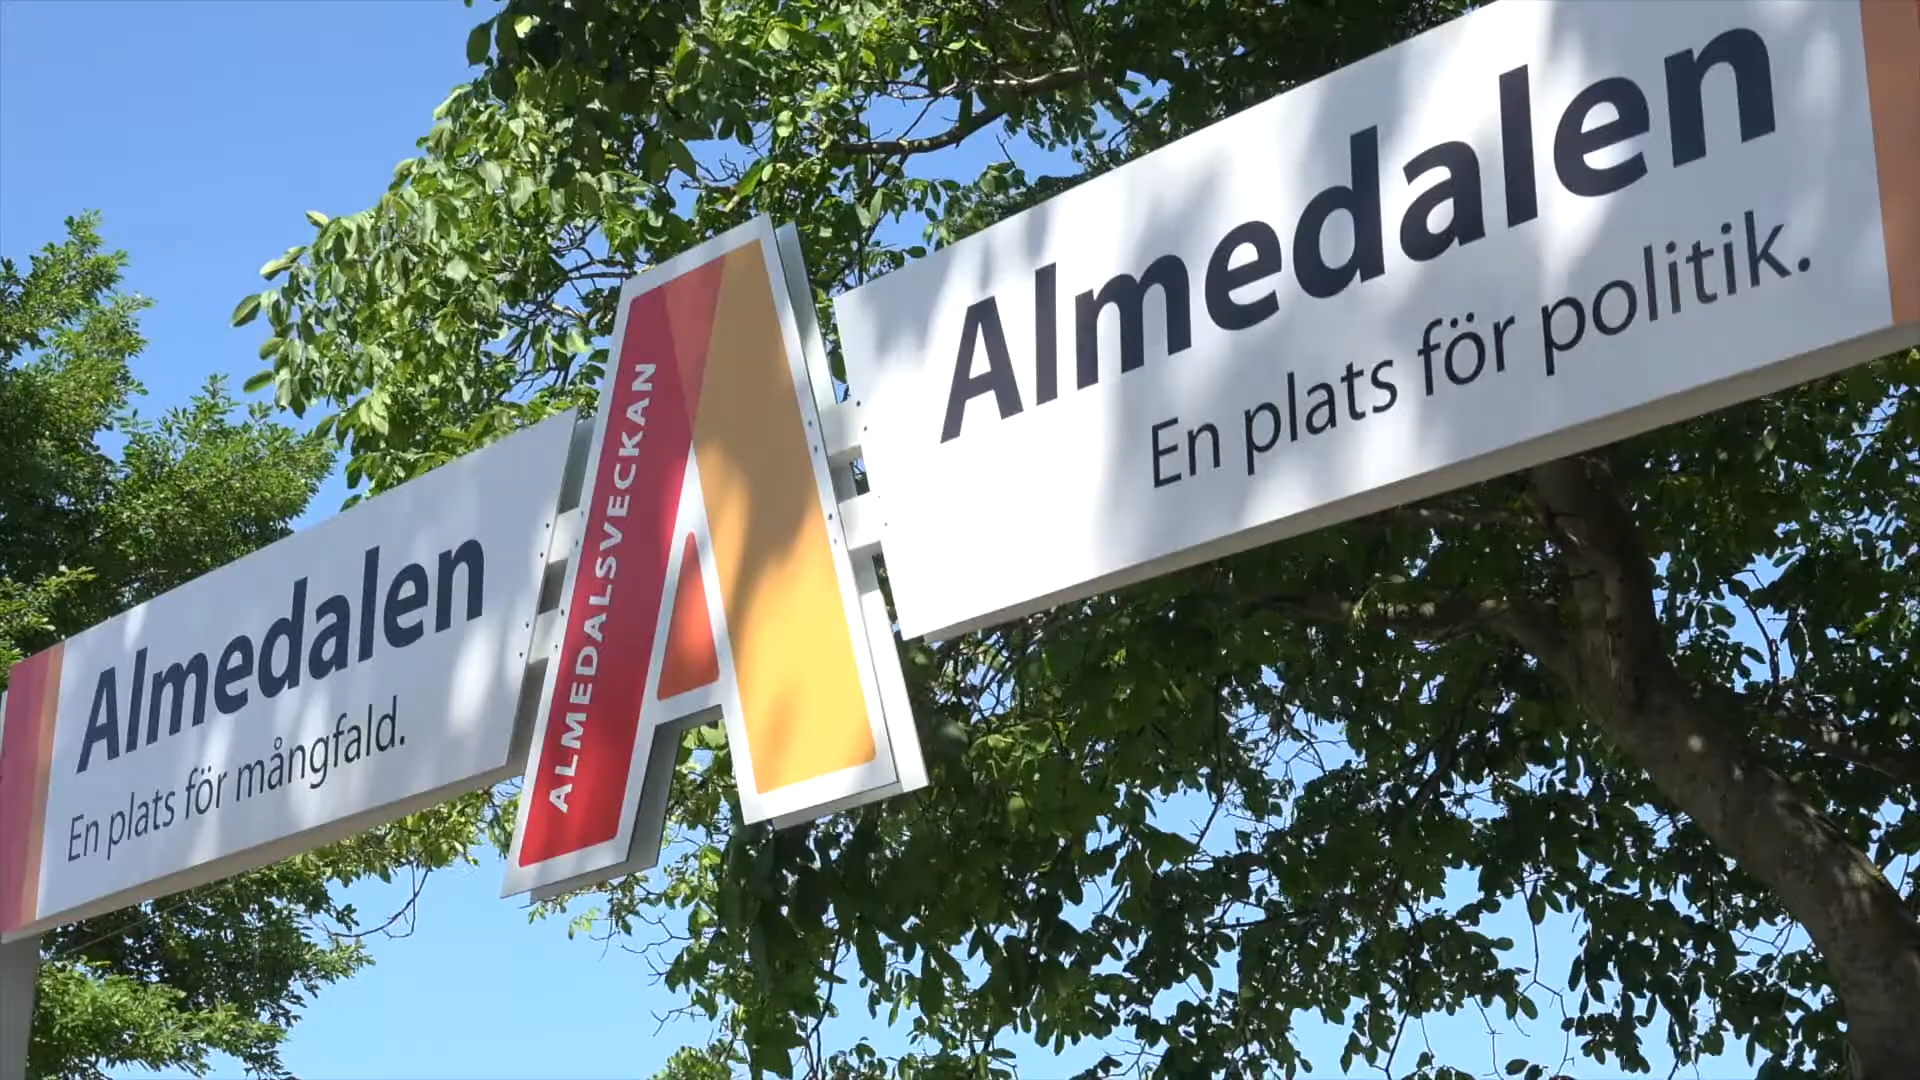 Almedalen
En plats för mångfald.
ALMEDALSVECKAN
Almedalen
En plats för politik.